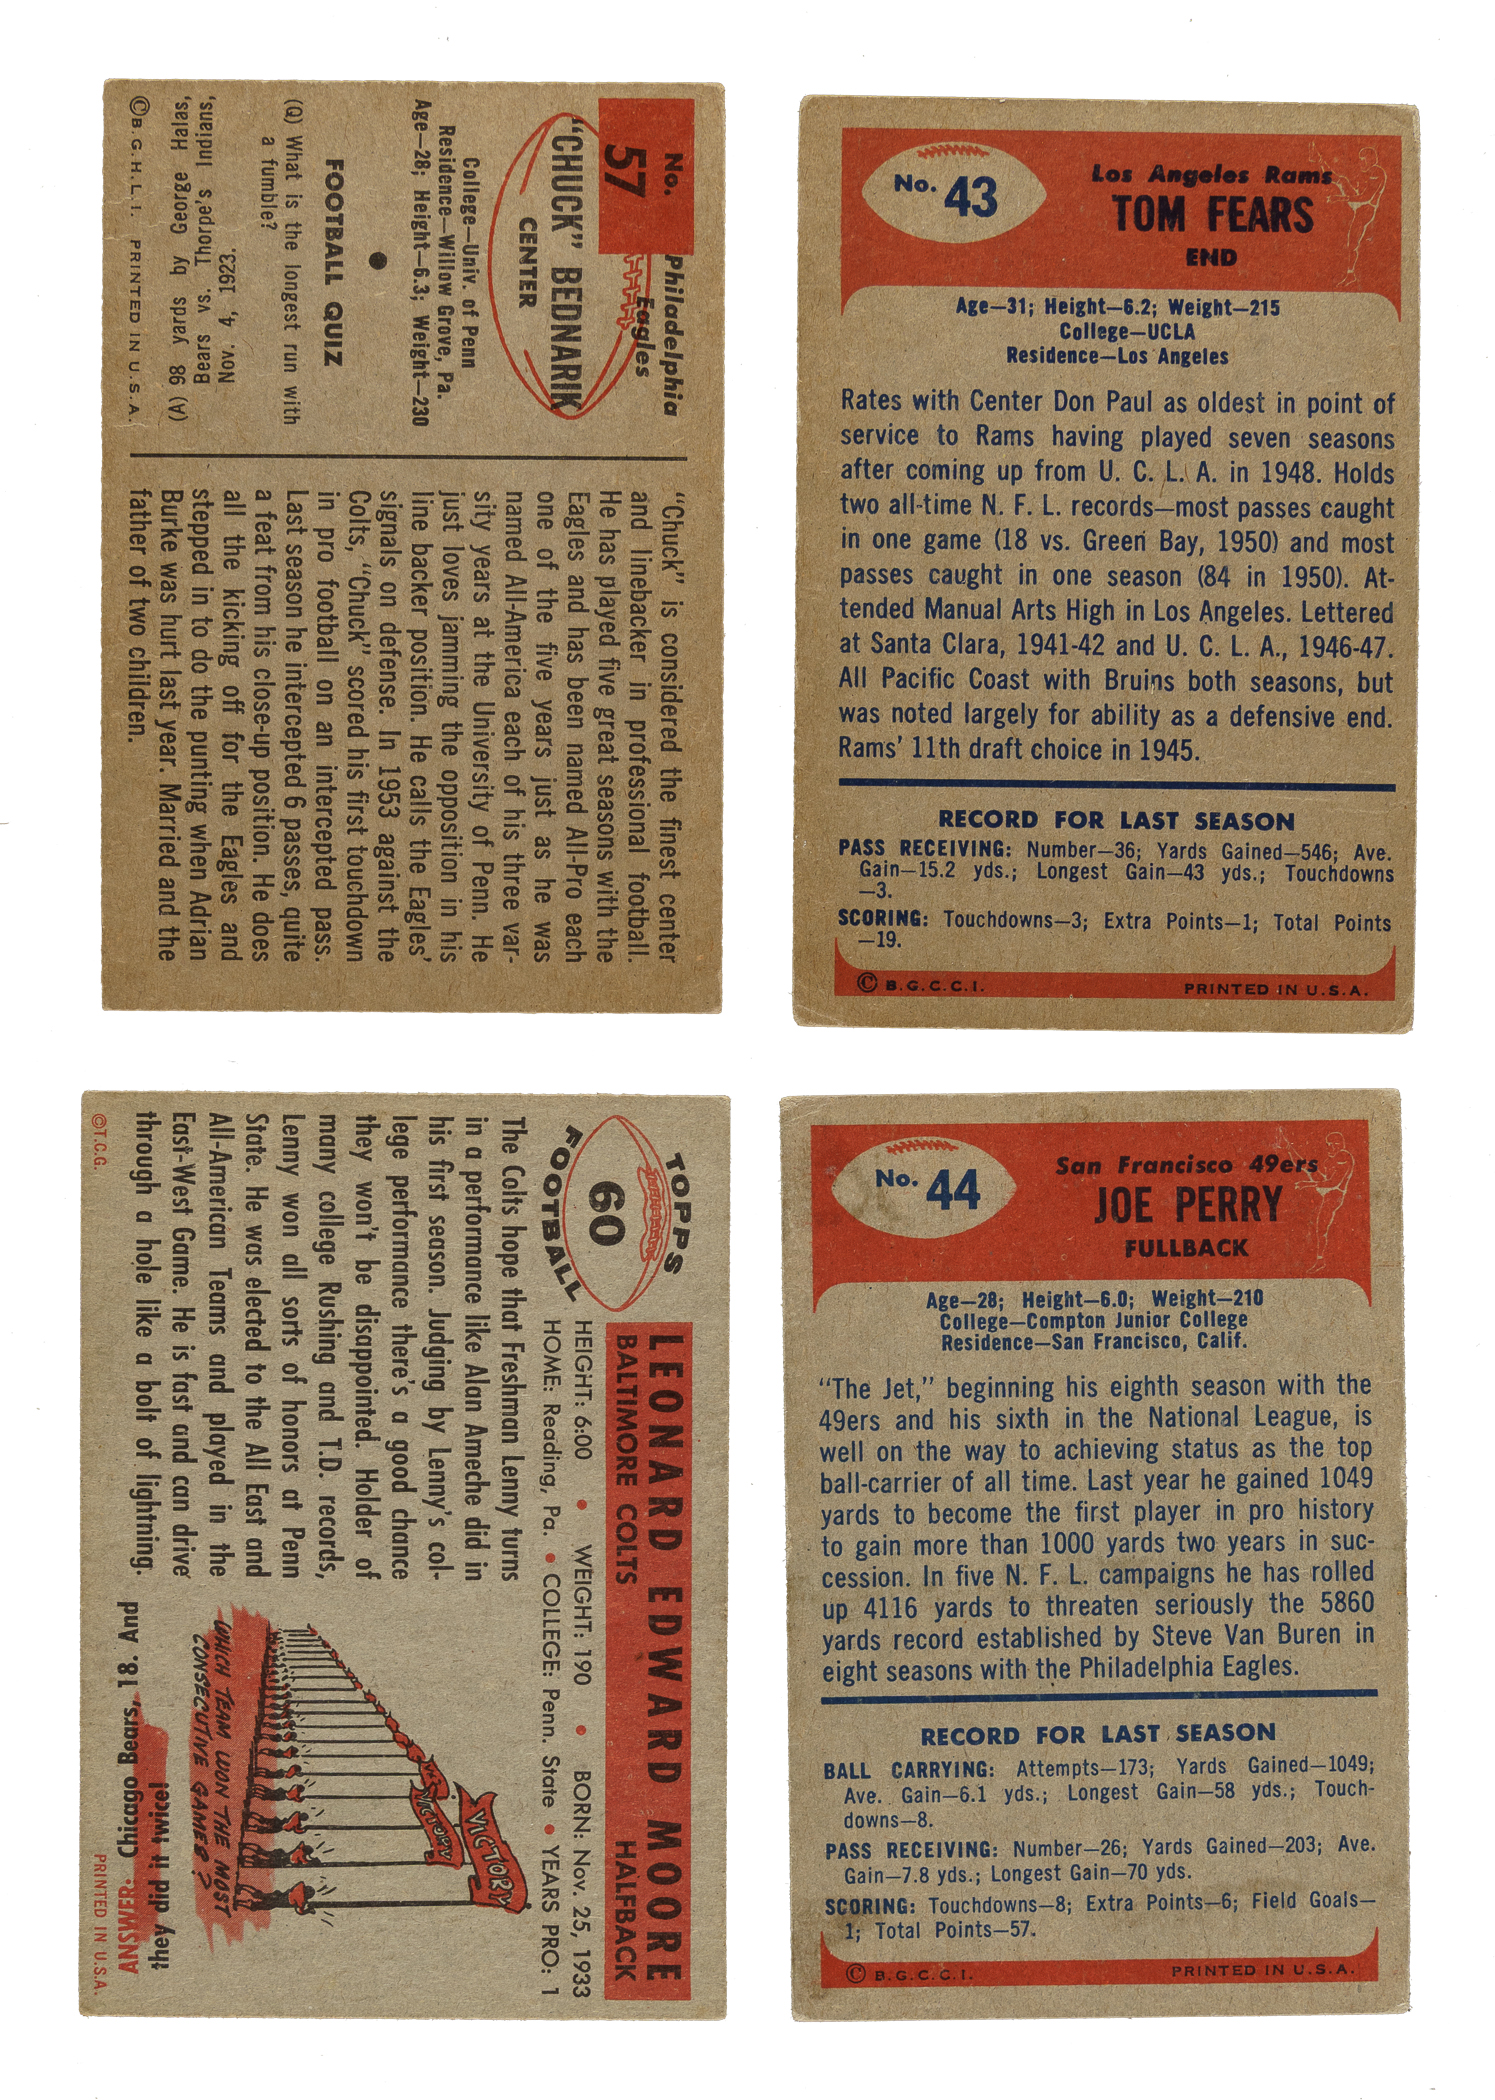 No.
57
Philadelphia
Eagles
"CHUCK" BEDNARIK
CENTER
College—Univ. of Penn
Residence—Willow Grove, Pa.
Age—28; Height—6.3; Weight—230
FOOTBALL QUIZ
(Q) What is the longest run with
a fumble?
(A) 98 yards by George Halas,
Bears vs. Thorpe's Indians,
Nov. 4, 1923.
©B.G.H.L.I. PRINTED IN U.S.A.
"Chuck" is considered the finest center
and linebacker in professional football.
He has played five great seasons with the
Eagles and has been named All-Pro each
one of the five years just as he was
named All-America each of his three var-
sity years at the University of Penn. He
just loves jamming the opposition in his
line backer position. He calls the Eagles'
signals on defense. In 1953 against the
Colts, "Chuck" scored his first touchdown
in pro football on an intercepted pass.
Last season he intercepted 6 passes, quite
a feat from his close-up position. He does
all the kicking off for the Eagles and
stepped in to do the punting when Adrian
Burke was hurt last year. Married and the
father of two children.
No. 43
Los Angeles Rams
TOM FEARS
END
Age—31; Height—6.2; Weight—215
College—UCLA
Residence—Los Angeles
Rates with Center Don Paul as oldest in point of
service to Rams having played seven seasons
after coming up from U. C. L. A. in 1948. Holds
two all-time N. F. L. records—most passes caught
in one game (18 vs. Green Bay, 1950) and most
passes caught in one season (84 in 1950). At-
tended Manual Arts High in Los Angeles. Lettered
at Santa Clara, 1941-42 and U. C. L. A., 1946-47.
All Pacific Coast with Bruins both seasons, but
was noted largely for ability as a defensive end.
Rams' 11th draft choice in 1945.
RECORD FOR LAST SEASON
PASS RECEIVING: Number—36; Yards Gained—546; Ave.
Gain—15.2 yds.; Longest Gain—43 yds.; Touchdowns
—3.
SCORING: Touchdowns—3; Extra Points—1; Total Points
—19.
© B.G.C.C.I. PRINTED IN U.S.A.
TOPPS
60
FOOTBALL
LEONARD EDWARD MOORE
BALTIMORE COLTS HALFBACK
HEIGHT: 6:00 • WEIGHT: 190 • BORN: Nov. 25, 1933
HOME: Reading, Pa. • COLLEGE: Penn. State • YEARS PRO: 1
The Colts hope that Freshman Lenny turns
in a performance like Alan Ameche did in
his first season. Judging by Lenny's col-
lege performance there's a good chance
they won't be disappointed. Holder of
many college Rushing and T.D. records,
Lenny won all sorts of honors at Penn
State. He was elected to the All East and
All-American Teams and played in the
East-West Game. He is fast and can drive
through a hole like a bolt of lightning.
VICTORY
VICTORY
VIC
WHICH TEAM WON THE MOST
CONSECUTIVE GAMES?
ANSWER: Chicago Bears', 18. And
they did it twice!
©T.C.G. PRINTED IN U.S.A.
No. 44
San Francisco 49ers
JOE PERRY
FULLBACK
Age—28; Height—6.0; Weight—210
College—Compton Junior College
Residence—San Francisco, Calif.
"The Jet," beginning his eighth season with the
49ers and his sixth in the National League, is
well on the way to achieving status as the top
ball-carrier of all time. Last year he gained 1049
yards to become the first player in pro history
to gain more than 1000 yards two years in suc-
cession. In five N. F. L. campaigns he has rolled
up 4116 yards to threaten seriously the 5860
yards record established by Steve Van Buren in
eight seasons with the Philadelphia Eagles.
RECORD FOR LAST SEASON
BALL CARRYING: Attempts—173; Yards Gained—1049;
Ave. Gain—6.1 yds.; Longest Gain—58 yds.; Touch-
downs—8.
PASS RECEIVING: Number—26; Yards Gained—203; Ave.
Gain—7.8 yds.; Longest Gain—70 yds.
SCORING: Touchdowns—8; Extra Points—6; Field Goals—
1; Total Points—57.
© B.G.C.C.I. PRINTED IN U.S.A.